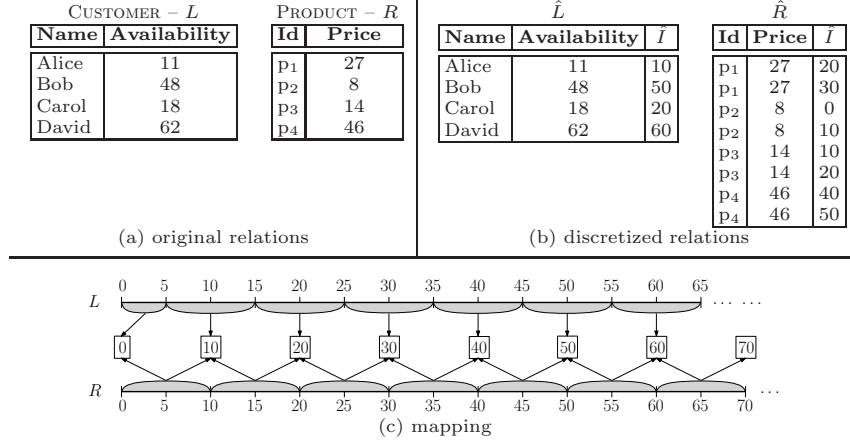 CUSTOMER – L
Name Availability
Alice 11
Bob 48
Carol 18
David 62
PRODUCT – R
Id Price
p1 27
p2 8
p3 14
p4 46
(a) original relations
L̂
Name Availability Î
Alice 11 10
Bob 48 50
Carol 18 20
David 62 60
R̂
Id Price Î
p1 27 20
p1 27 30
p2 8 0
p2 8 10
p3 14 10
p3 14 20
p4 46 40
p4 46 50
(b) discretized relations
0 5 10 15 20 25 30 35 40 45 50 55 60 65
L ... ...
0 10 20 30 40 50 60 70
R ...
0 5 10 15 20 25 30 35 40 45 50 55 60 65 70
(c) mapping